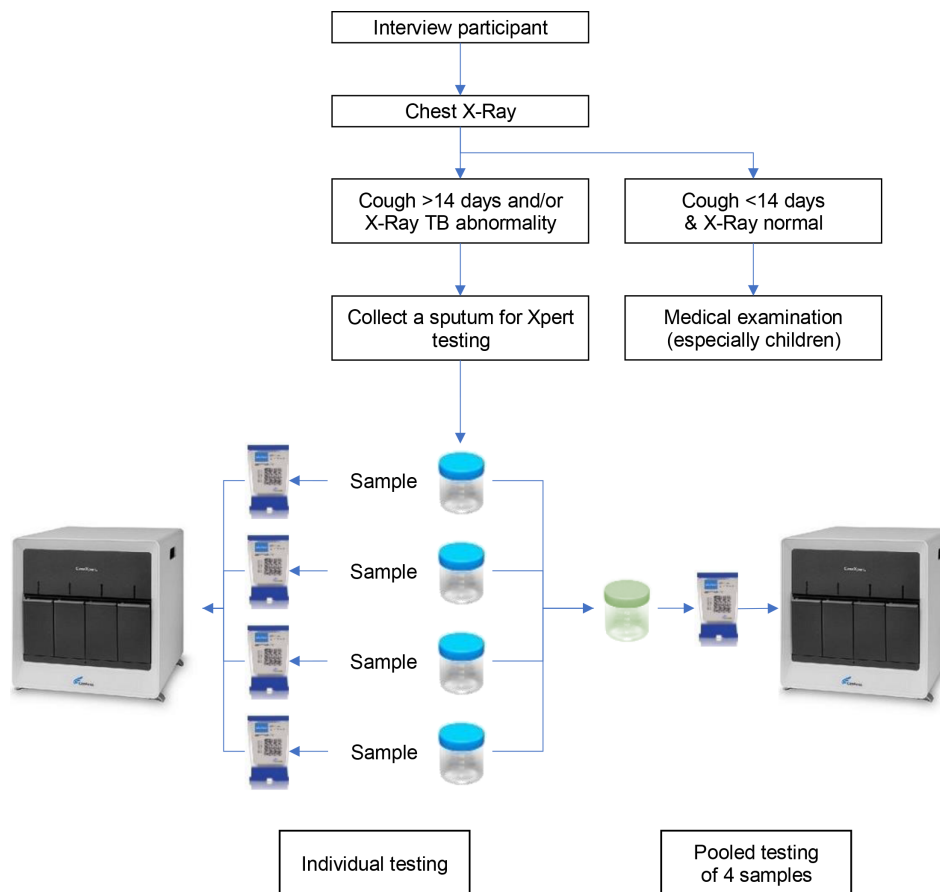 Interview participant
Chest X-Ray
Cough >14 days and/or
X-Ray TB abnormality
Cough <14 days
& X-Ray normal
Collect a sputum for Xpert
testing
Medical examination
(especially children)
Sample
Sample
Sample
Sample
Individual testing
Pooled testing
of 4 samples